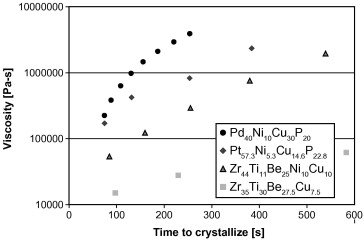 10000000
1000000
100000
10000
Viscosity [Pa-s]
Pd40Ni10Cu30P20
Pt57.3Ni5.3Cu14.6P22.8
Zr44Ti11Be25Ni10Cu10
Zr35Ti30Be27.5Cu7.5
0 100 200 300 400 500 600
Time to crystallize [s]